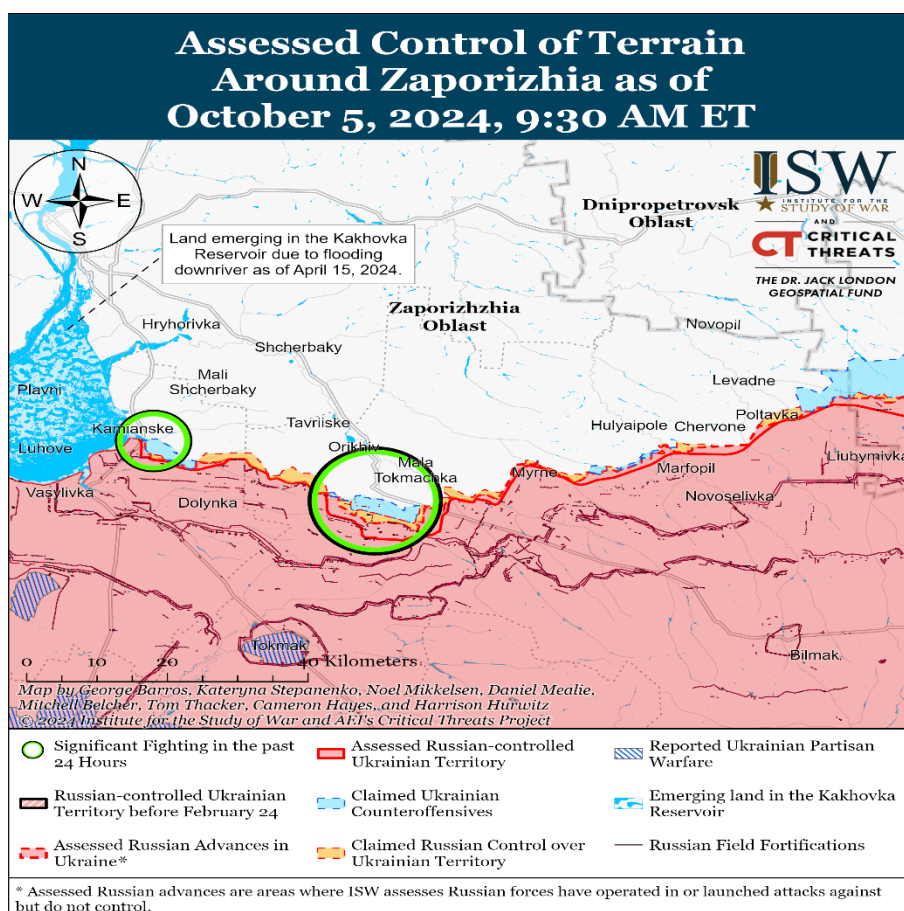 Assessed Control of Terrain
Around Zaporizhia as of
October 5, 2024, 9:30 AM ET
N
W E
S
ISW
INSTITUTE FOR THE
STUDY OF WAR
AND
CT CRITICAL
THREATS
THE DR. JACK LONDON
GEOSPATIAL FUND
Dnipropetrovsk
Oblast
Land emerging in the Kakhovka
Reservoir due to flooding
downriver as of April 15, 2024.
Zaporizhzhia
Oblast
Hryhorivka
Novopil
Shcherbaky
Mali
Shcherbaky
Levadne
Plavni
Poltavka
Tavriiske
Hulyaipole
Chervone
Kamianske
Orikhiv
Luhove
Mala
Tokmachka
Myrne
Marfopil
Liubymivka
Vasylivka
Dolynka
Novoselivka
Tokmak
Bilmak
0 10 20 40 Kilometers
Map by George Barros, Kateryna Stepanenko, Noel Mikkelsen, Daniel Mealie,
Mitchell Belcher, Tom Thacker, Cameron Hayes, and Harrison Hurwitz
© 2024 Institute for the Study of War and AEI's Critical Threats Project
Significant Fighting in the past
24 Hours
Assessed Russian-controlled
Ukrainian Territory
Reported Ukrainian Partisan
Warfare
Russian-controlled Ukrainian
Territory before February 24
Claimed Ukrainian
Counteroffensives
Emerging land in the Kakhovka
Reservoir
Assessed Russian Advances in
Ukraine*
Claimed Russian Control over
Ukrainian Territory
Russian Field Fortifications
* Assessed Russian advances are areas where ISW assesses Russian forces have operated in or launched attacks against
but do not control.